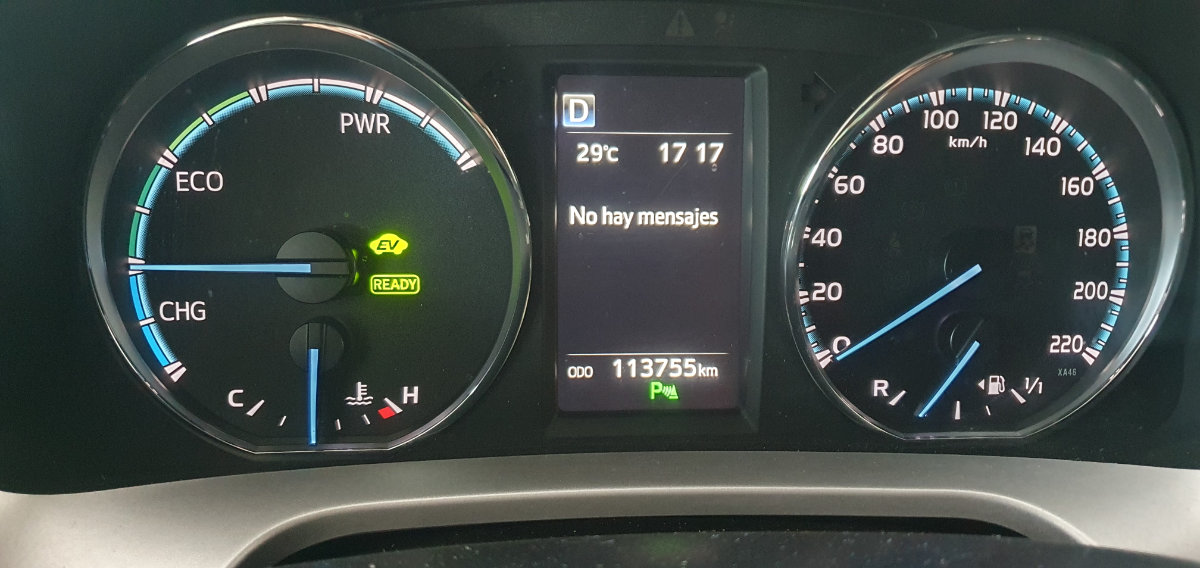 PWR
ECO
CHG
EV
READY
C
H
D
29°C 17 17
No hay mensajes
ODO 113755km
P
0
20
40
60
80
100
120
140
160
180
200
220
km/h
R
1/1
XA46